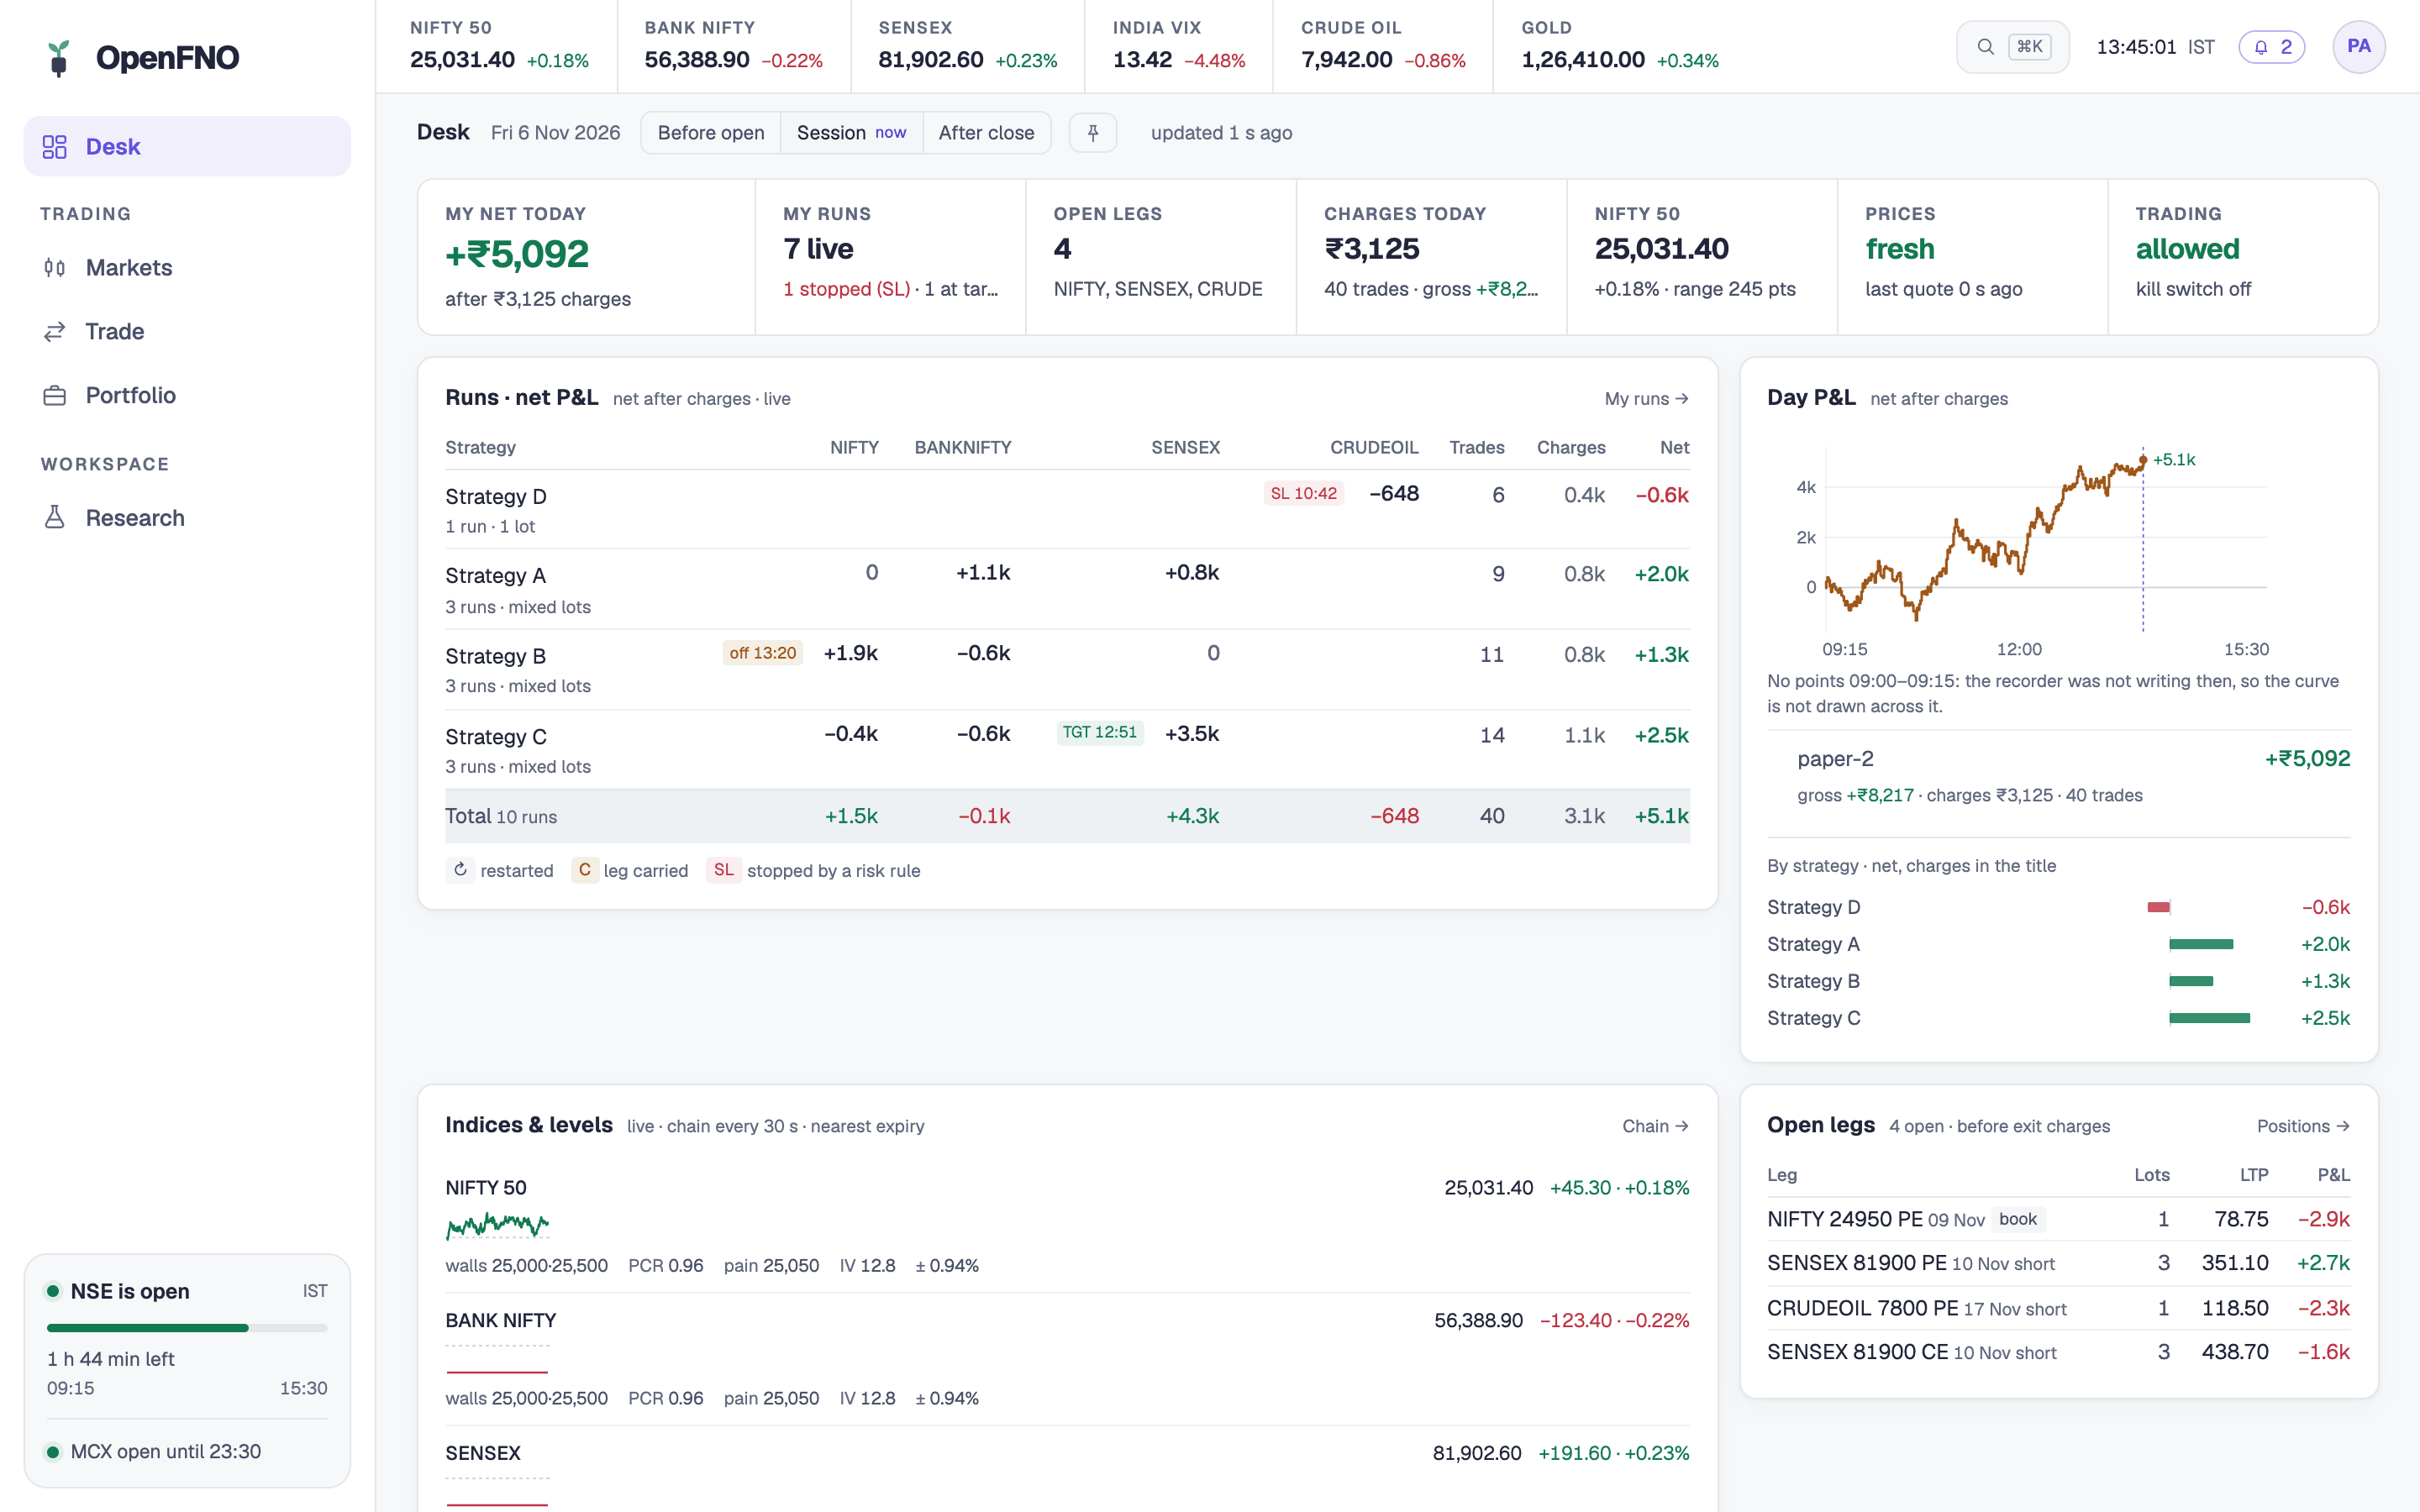 OpenFNO
Desk
TRADING
Markets
Trade
Portfolio
WORKSPACE
Research
NSE is open IST
1 h 44 min left
09:15 15:30
MCX open until 23:30
NIFTY 50
25,031.40 +0.18%
BANK NIFTY
56,388.90 −0.22%
SENSEX
81,902.60 +0.23%
INDIA VIX
13.42 −4.48%
CRUDE OIL
7,942.00 −0.86%
GOLD
1,26,410.00 +0.34%
⌘K
13:45:01 IST
2
PA
Desk Fri 6 Nov 2026 Before open Session now After close updated 1 s ago
MY NET TODAY
+₹5,092
after ₹3,125 charges
MY RUNS
7 live
1 stopped (SL) · 1 at tar…
OPEN LEGS
4
NIFTY, SENSEX, CRUDE
CHARGES TODAY
₹3,125
40 trades · gross +₹8,2…
NIFTY 50
25,031.40
+0.18% · range 245 pts
PRICES
fresh
last quote 0 s ago
TRADING
allowed
kill switch off
Runs · net P&L net after charges · live My runs →
Strategy NIFTY BANKNIFTY SENSEX CRUDEOIL Trades Charges Net
Strategy D SL 10:42 −648 6 0.4k −0.6k
1 run · 1 lot
Strategy A 0 +1.1k +0.8k 9 0.8k +2.0k
3 runs · mixed lots
Strategy B off 13:20 +1.9k −0.6k 0 11 0.8k +1.3k
3 runs · mixed lots
Strategy C −0.4k −0.6k TGT 12:51 +3.5k 14 1.1k +2.5k
3 runs · mixed lots
Total 10 runs +1.5k −0.1k +4.3k −648 40 3.1k +5.1k
restarted C leg carried SL stopped by a risk rule
Day P&L net after charges
+5.1k
4k
2k
0
09:15 12:00 15:30
No points 09:00–09:15: the recorder was not writing then, so the curve
is not drawn across it.
paper-2 +₹5,092
gross +₹8,217 · charges ₹3,125 · 40 trades
By strategy · net, charges in the title
Strategy D −0.6k
Strategy A +2.0k
Strategy B +1.3k
Strategy C +2.5k
Indices & levels live · chain every 30 s · nearest expiry Chain →
NIFTY 50 25,031.40 +45.30 · +0.18%
walls 25,000·25,500 PCR 0.96 pain 25,050 IV 12.8 ± 0.94%
BANK NIFTY 56,388.90 −123.40 · −0.22%
walls 25,000·25,500 PCR 0.96 pain 25,050 IV 12.8 ± 0.94%
SENSEX 81,902.60 +191.60 · +0.23%
Open legs 4 open · before exit charges Positions →
Leg Lots LTP P&L
NIFTY 24950 PE 09 Nov book 1 78.75 −2.9k
SENSEX 81900 PE 10 Nov short 3 351.10 +2.7k
CRUDEOIL 7800 PE 17 Nov short 1 118.50 −2.3k
SENSEX 81900 CE 10 Nov short 3 438.70 −1.6k